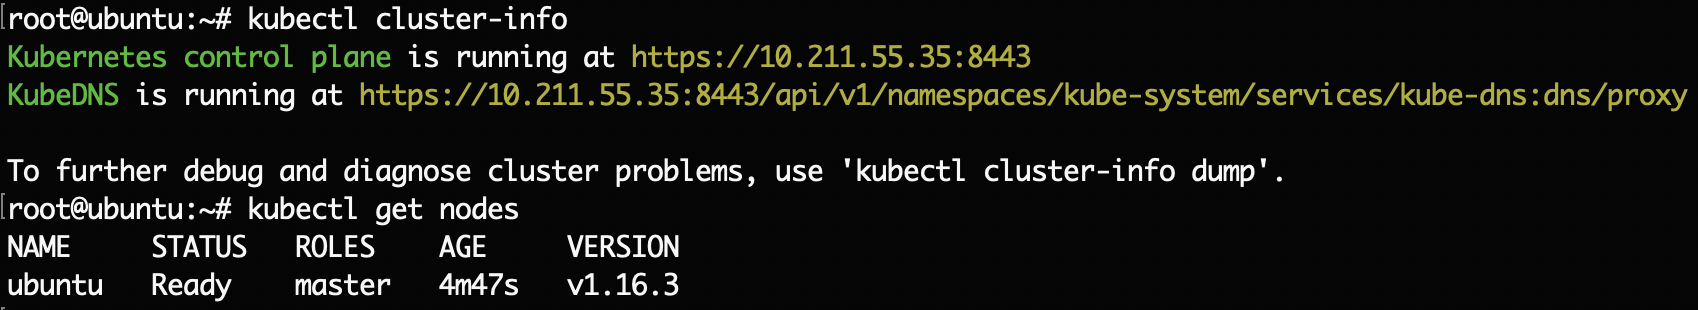 [root@ubuntu:~# kubectl cluster-info
Kubernetes control plane is running at https://10.211.55.35:8443
KubeDNS is running at https://10.211.55.35:8443/api/v1/namespaces/kube-system/services/kube-dns:dns/proxy
To further debug and diagnose cluster problems, use 'kubectl cluster-info dump'.
[root@ubuntu:~# kubectl get nodes
NAME     STATUS   ROLES    AGE     VERSION
ubuntu   Ready    master   4m47s   v1.16.3